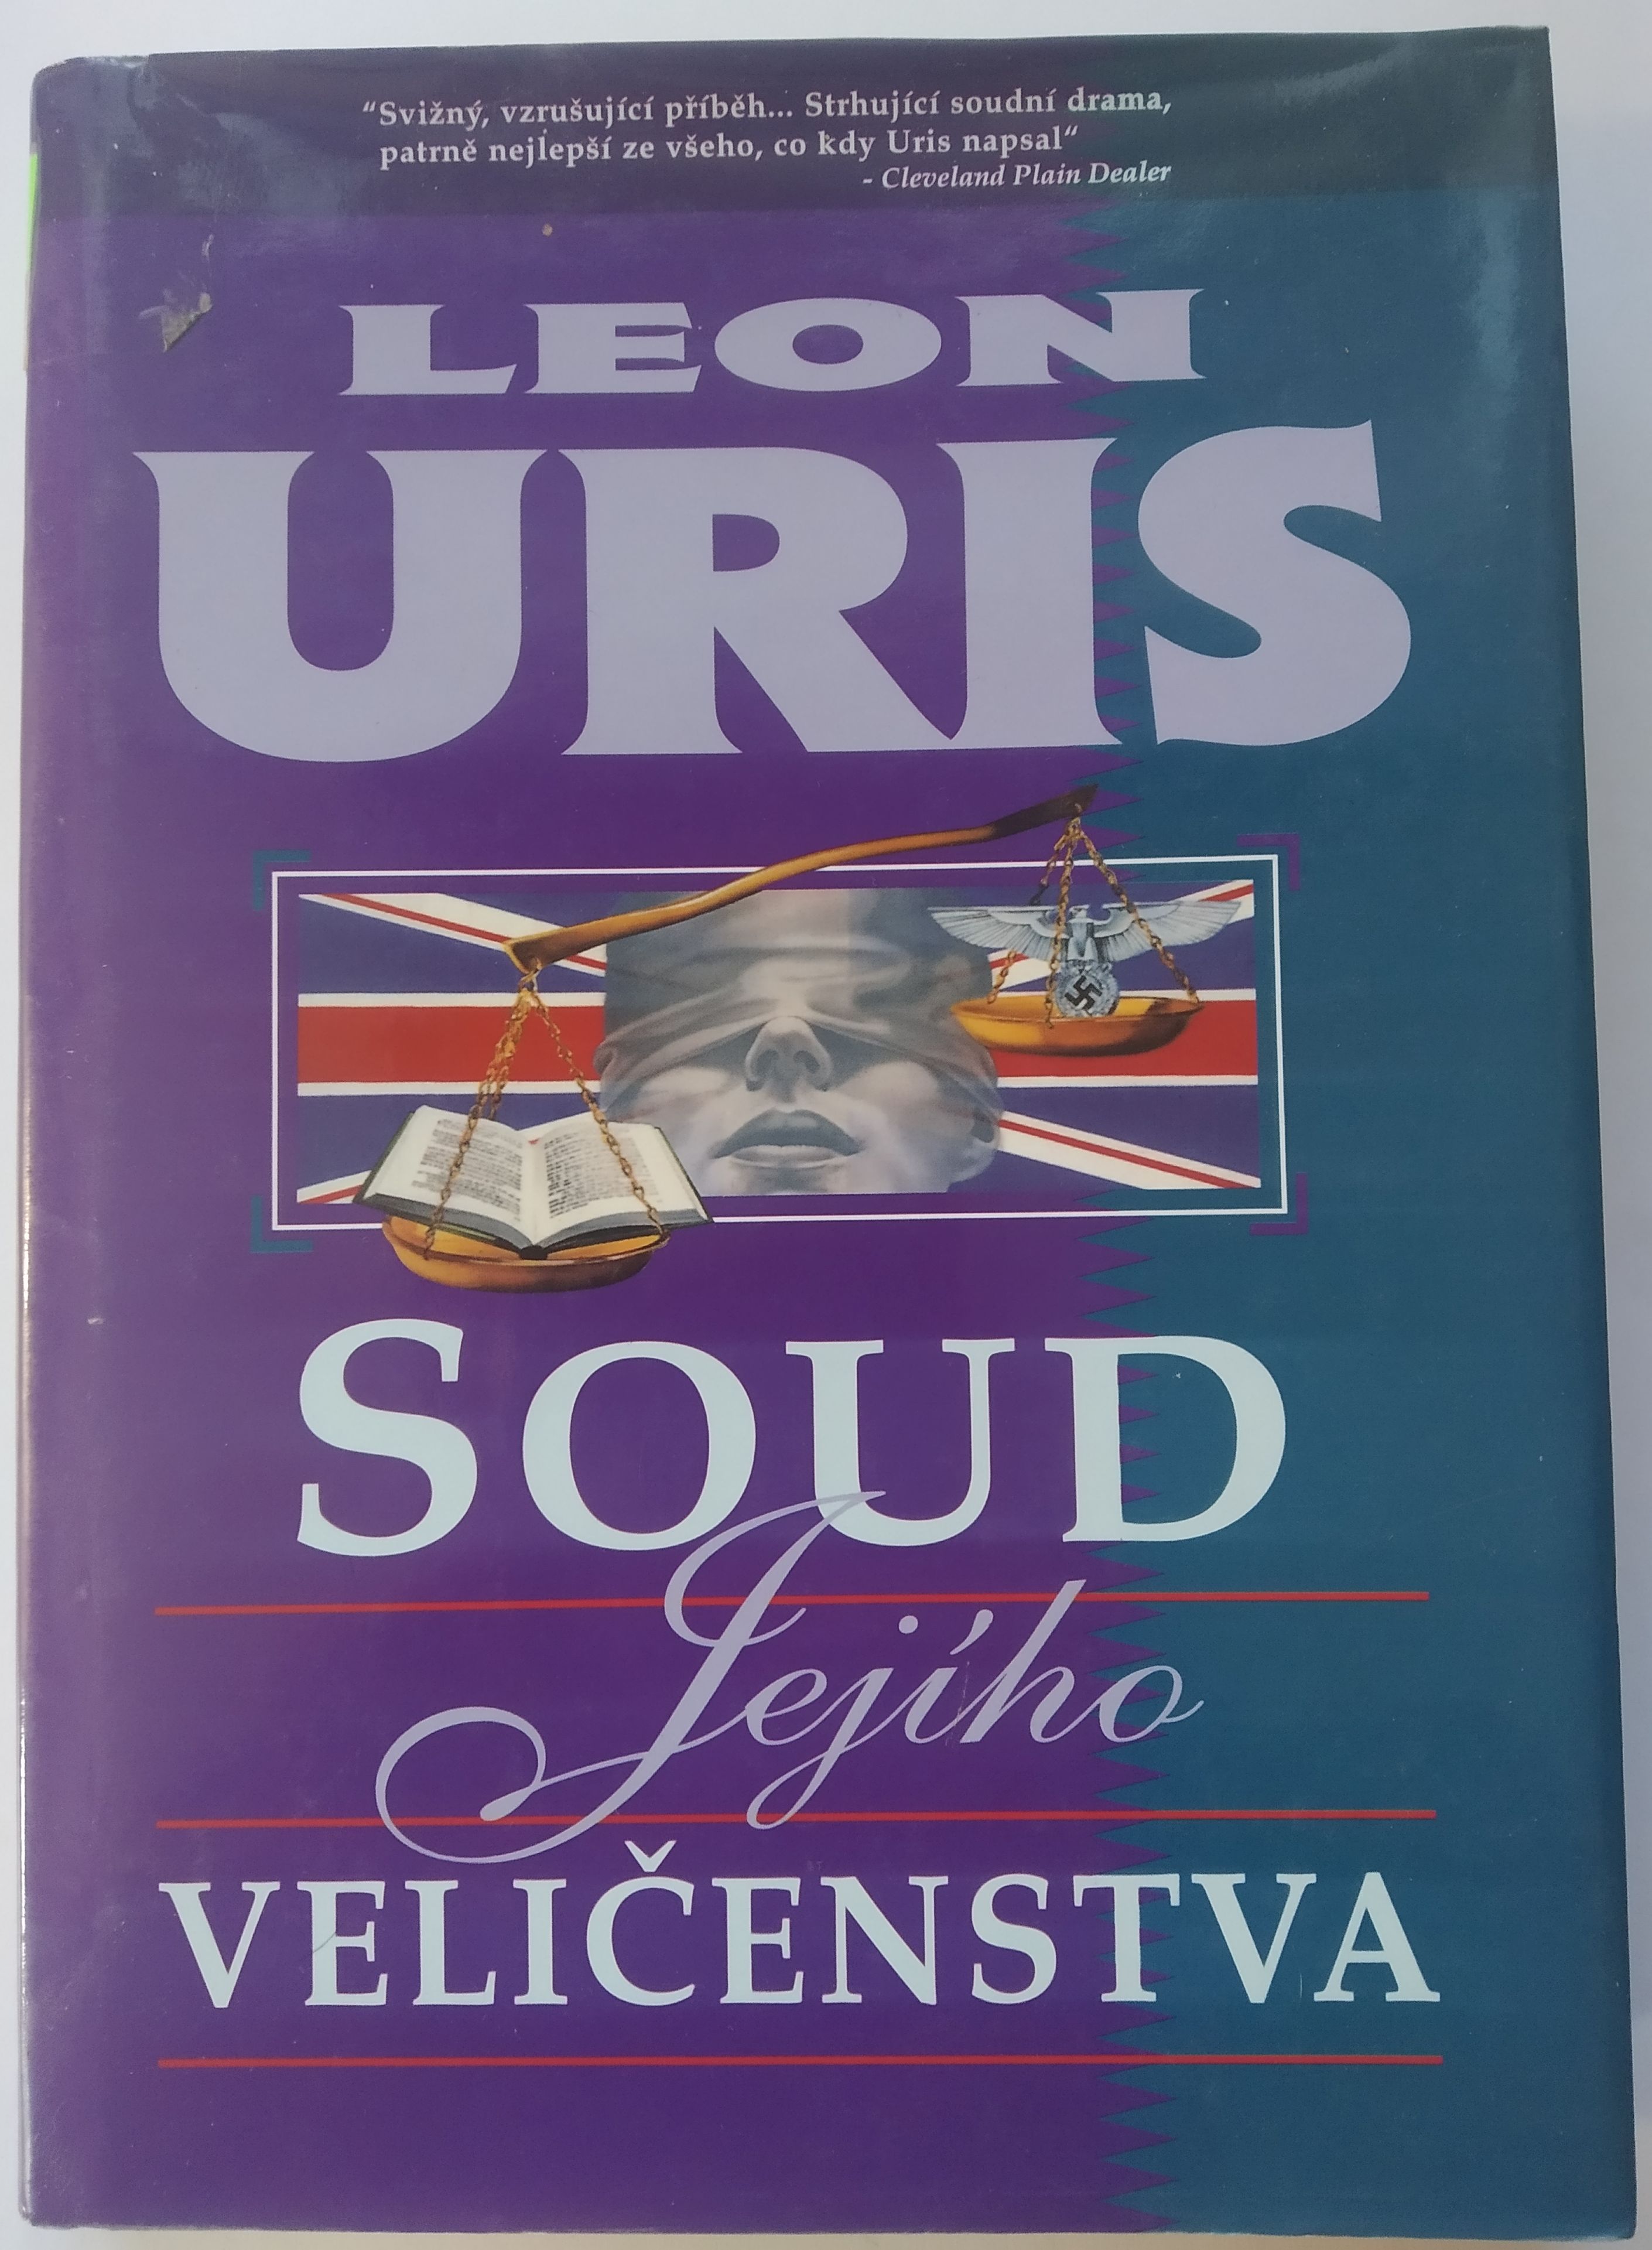 “Svižný, vzrušující příběh... Strhující soudní drama,
patrně nejlepší ze všeho, co kdy Uris napsal“
- Cleveland Plain Dealer
LEON
URIS
SOUD
Jejího
VELIČENSTVA